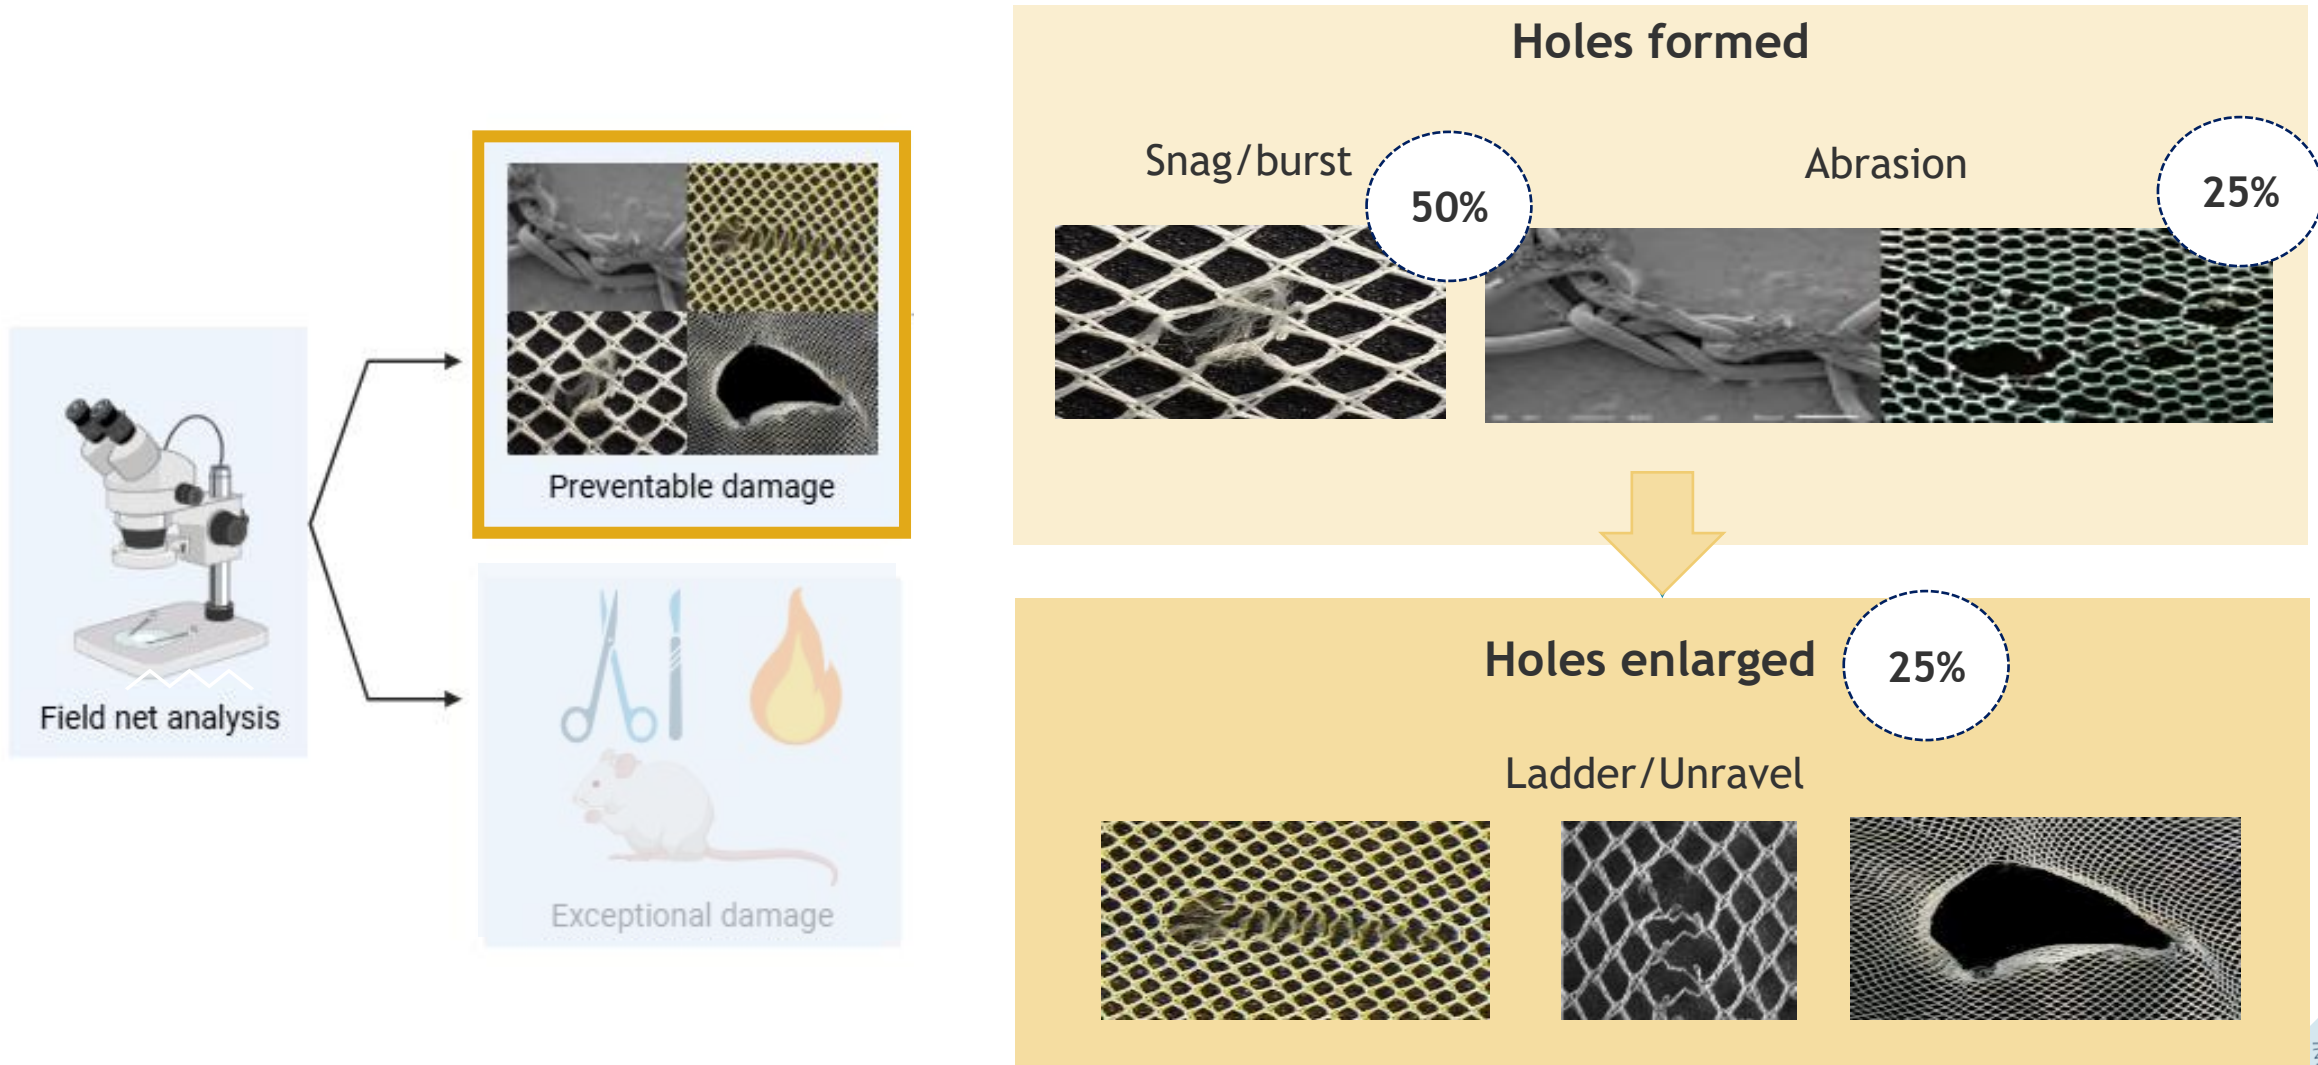 Holes formed
Snag/burst
50%
Abrasion
25%
Preventable damage
Field net analysis
Holes enlarged
25%
Ladder/Unravel
Exceptional damage